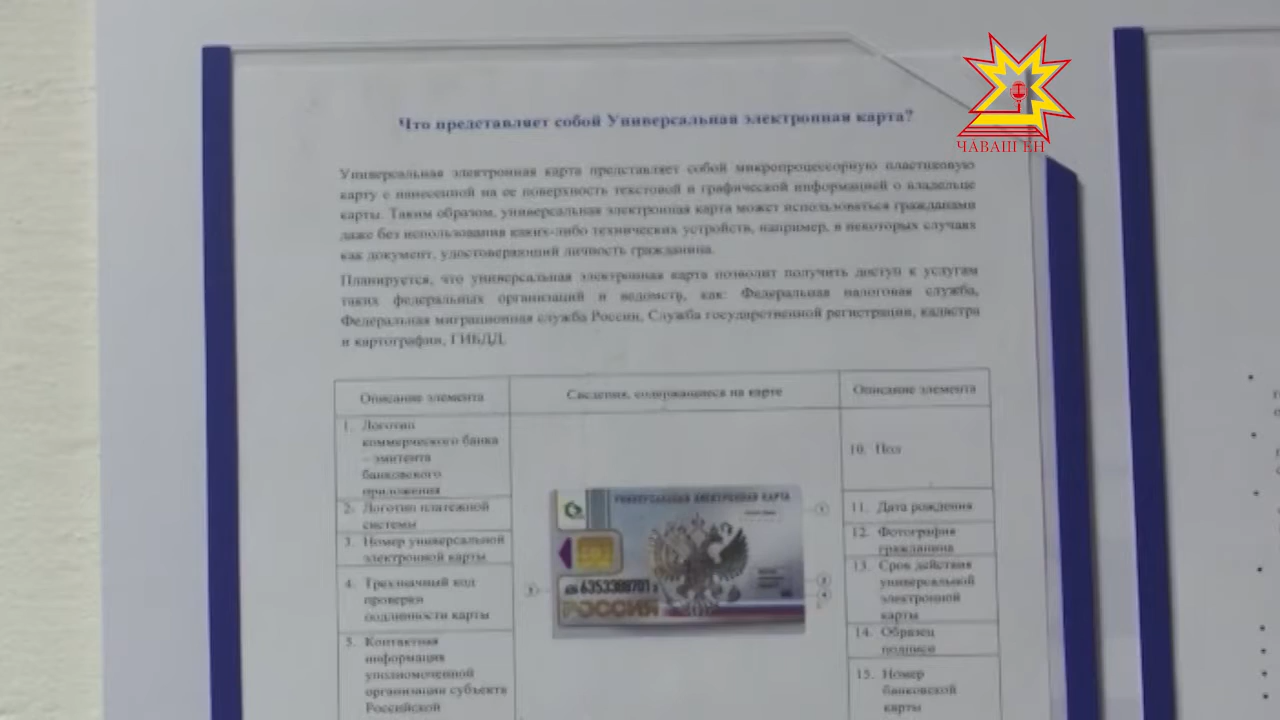 ЧАВАШ ЕН
Что представляет собой Универсальная электронная карта?
Универсальная электронная карта представляет собой микропроцессорную пластиковую
карту с нанесенной на ее поверхность текстовой и графической информацией о владельце
карты. Таким образом, универсальная электронная карта может использоваться гражданами
даже без использования каких-либо технических устройств, например, в некоторых случаях
как документ, удостоверяющий личность гражданина.
Планируется, что универсальная электронная карта позволит получить доступ к услугам
таких федеральных организаций и ведомств, как: Федеральная налоговая служба,
Федеральная миграционная служба России, Служба государственной регистрации, кадастра
и картографии, ГИБДД.
Описание элемента
Сведения, содержащиеся на карте
Описание элемента
1. Логотип
коммерческого банка
– эмитента
банковского
приложения
2. Логотип платежной
системы
3. Номер универсальной
электронной карты
4. Трехзначный код
проверки
подлинности карты
5. Контактная
информация
уполномоченной
организации субъекта
Российской
УНИВЕРСАЛЬНАЯ ЭЛЕКТРОННАЯ КАРТА
РОССИЯ
10. Пол
11. Дата рождения
12. Фотография
гражданина
13. Срок действия
универсальной
электронной
карты
14. Образец
подписи
15. Номер
банковской
карты